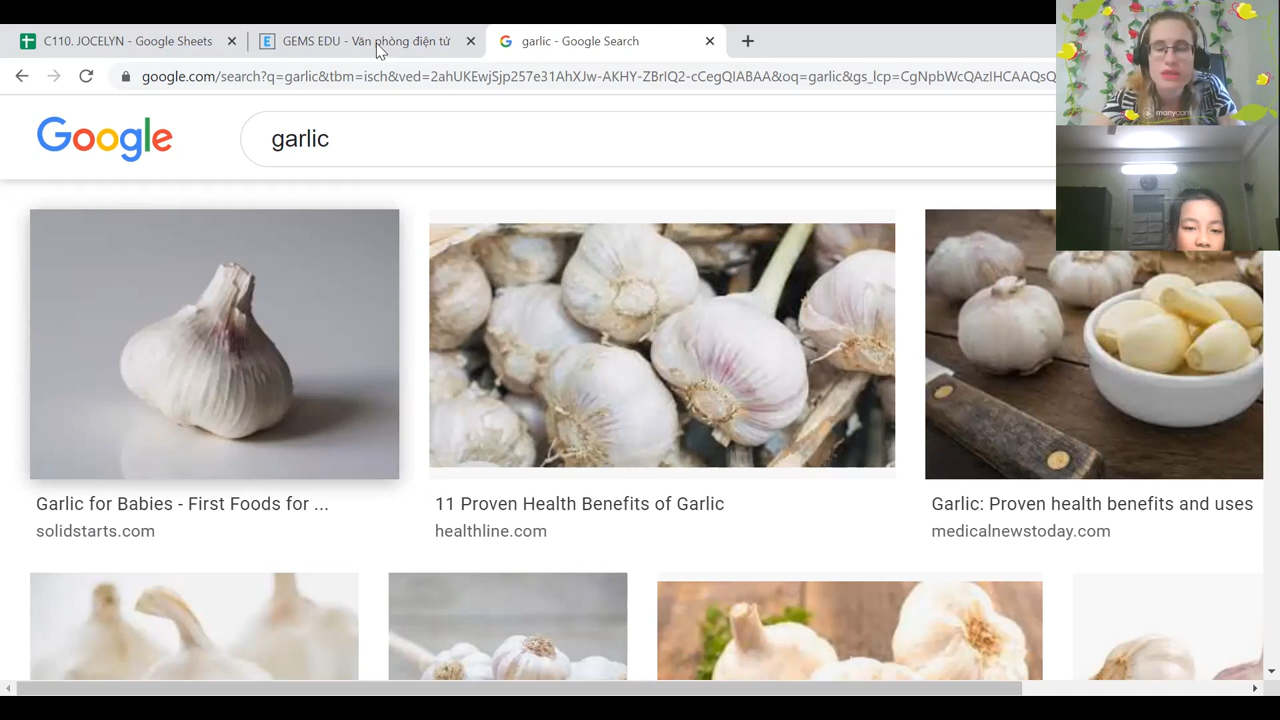 C110. JOCELYN - Google Sheets
GEMS EDU - Văn phòng điện tử
garlic - Google Search
google.com/search?q=garlic&tbm=isch&ved=2ahUKEwjSjp257e31AhXJw-AKHY-ZBrIQ2-cCegQIABAA&oq=garlic&gs_lcp=CgNpbWcQAzIHCAAQsQ
Google
garlic
manycam
Garlic for Babies - First Foods for ...
solidstarts.com
11 Proven Health Benefits of Garlic
healthline.com
Garlic: Proven health benefits and uses
medicalnewstoday.com